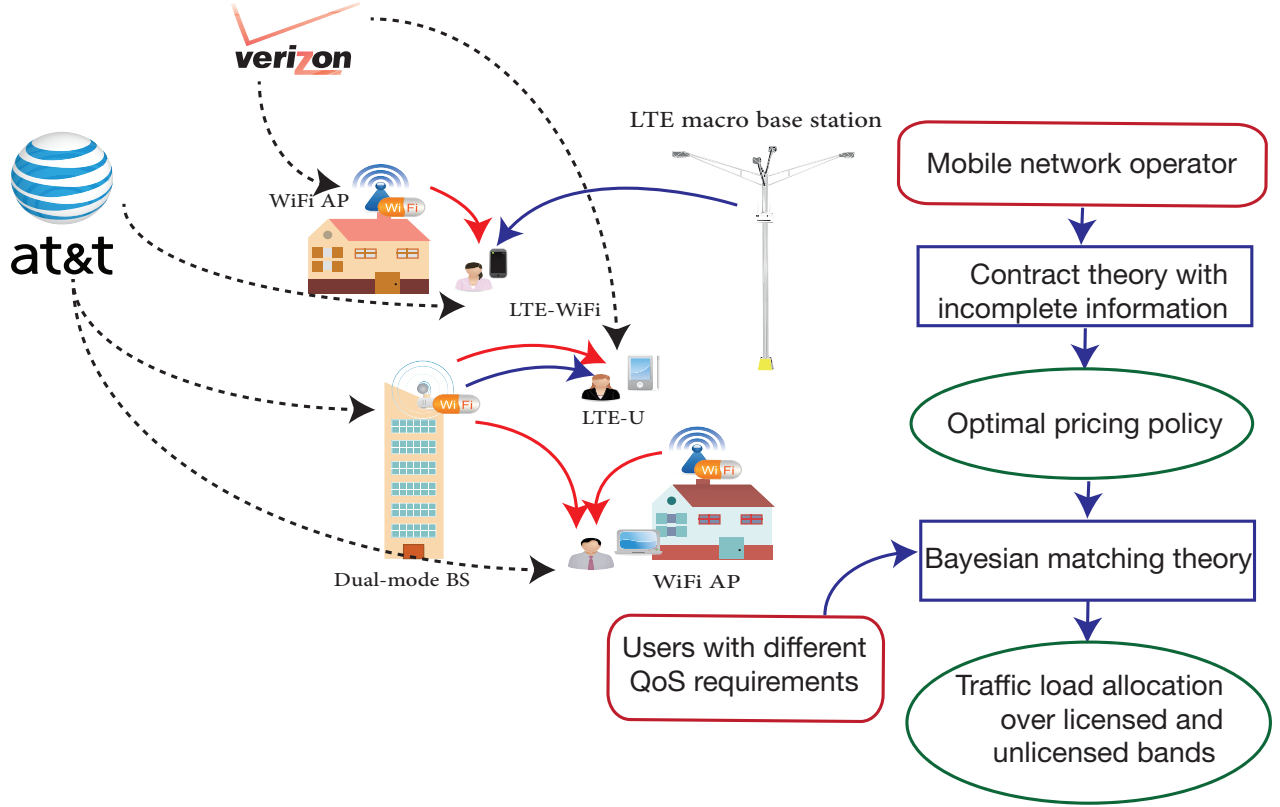 verizon
LTE macro base station
Mobile network operator
WiFi AP
Wi Fi
at&t
Contract theory with
incomplete information
LTE-WiFi
Wi Fi
LTE-U
Optimal pricing policy
Wi Fi
Bayesian matching theory
Dual-mode BS
WiFi AP
Users with different
QoS requirements
Traffic load allocation
over licensed and
unlicensed bands